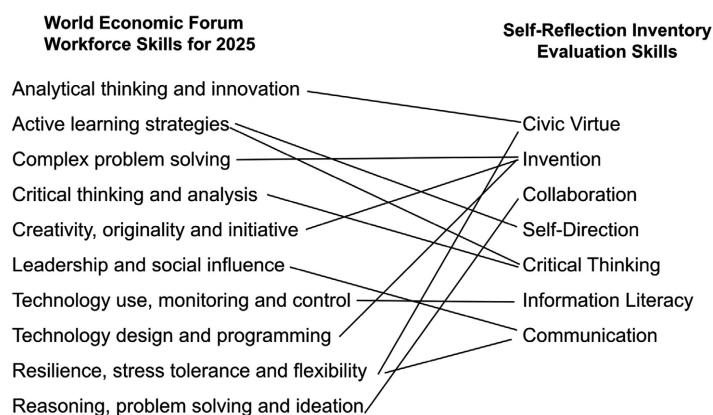 World Economic Forum
Workforce Skills for 2025
Self-Reflection Inventory
Evaluation Skills
Analytical thinking and innovation
Active learning strategies
Complex problem solving
Critical thinking and analysis
Creativity, originality and initiative
Leadership and social influence
Technology use, monitoring and control
Technology design and programming
Resilience, stress tolerance and flexibility
Reasoning, problem solving and ideation
Civic Virtue
Invention
Collaboration
Self-Direction
Critical Thinking
Information Literacy
Communication